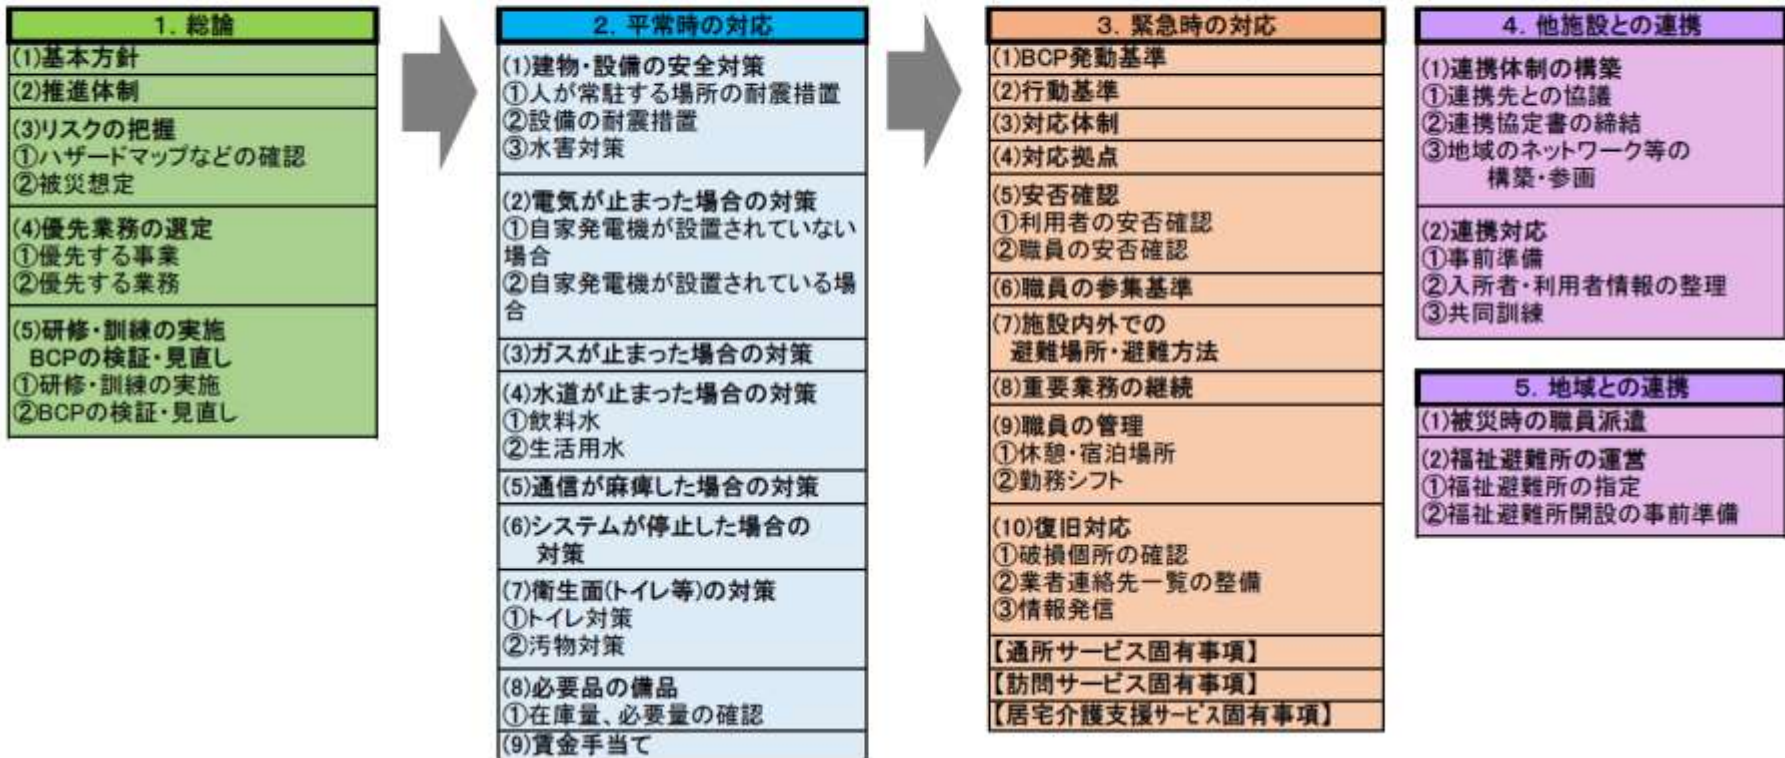 1. 総論
(1)基本方針
(2)推進体制
(3)リスクの把握
①ハザードマップなどの確認
②被災想定
(4)優先業務の選定
①優先する事業
②優先する業務
(5)研修・訓練の実施
BCPの検証・見直し
①研修・訓練の実施
②BCPの検証・見直し
2. 平常時の対応
(1)建物・設備の安全対策
①人が常駐する場所の耐震措置
②設備の耐震措置
③水害対策
(2)電気が止まった場合の対策
①自家発電機が設置されていない
場合
②自家発電機が設置されている場
合
(3)ガスが止まった場合の対策
(4)水道が止まった場合の対策
①飲料水
②生活用水
(5)通信が麻痺した場合の対策
(6)システムが停止した場合の
対策
(7)衛生面(トイレ等)の対策
①トイレ対策
②汚物対策
(8)必要品の備品
①在庫量、必要量の確認
(9)賃金手当て
3. 緊急時の対応
(1)BCP発動基準
(2)行動基準
(3)対応体制
(4)対応拠点
(5)安否確認
①利用者の安否確認
②職員の安否確認
(6)職員の参集基準
(7)施設内外での
避難場所・避難方法
(8)重要業務の継続
(9)職員の管理
①休憩・宿泊場所
②勤務シフト
(10)復旧対応
①破損個所の確認
②業者連絡先一覧の整備
③情報発信
【通所サービス固有事項】
【訪問サービス固有事項】
【居宅介護支援サービス固有事項】
4. 他施設との連携
(1)連携体制の構築
①連携先との協議
②連携協定書の締結
③地域のネットワーク等の
構築・参画
(2)連携対応
①事前準備
②入所者・利用者情報の整理
③共同訓練
5. 地域との連携
(1)被災時の職員派遣
(2)福祉避難所の運営
①福祉避難所の指定
②福祉避難所開設の事前準備